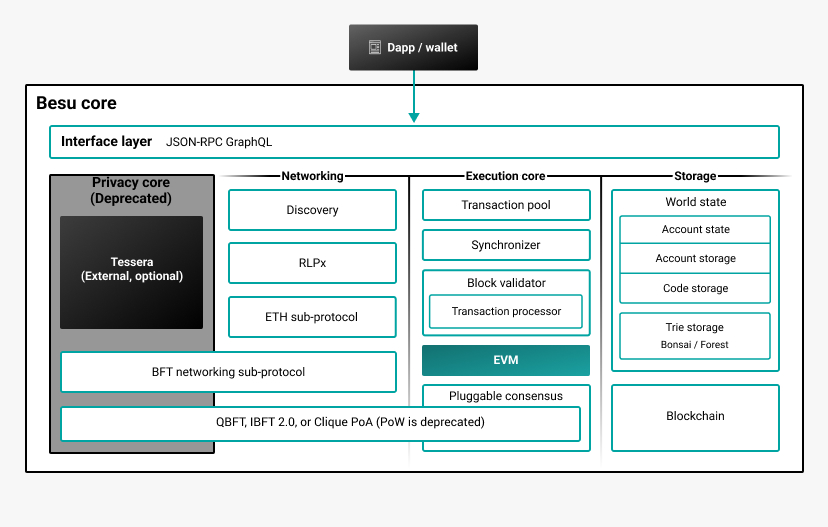 Dapp / wallet
Besu core
Interface layer JSON-RPC GraphQL
Privacy core
(Deprecated)
Tessera
(External, optional)
Networking
Discovery
RLPx
ETH sub-protocol
BFT networking sub-protocol
QBFT, IBFT 2.0, or Clique PoA (PoW is deprecated)
Execution core
Transaction pool
Synchronizer
Block validator
Transaction processor
EVM
Pluggable consensus
Storage
World state
Account state
Account storage
Code storage
Trie storage
Bonsai / Forest
Blockchain